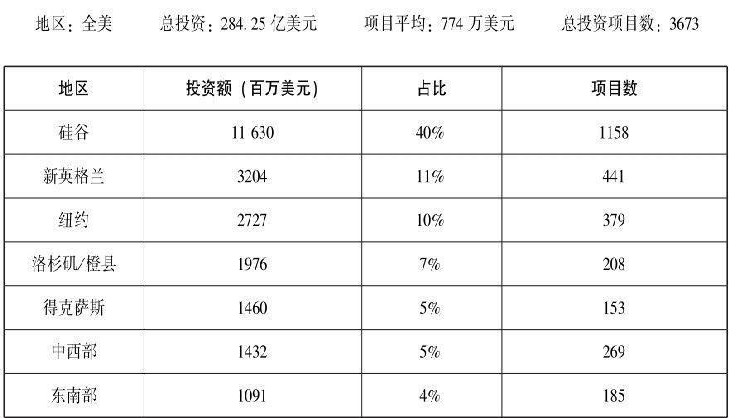 地区：全美 总投资：284.25 亿美元 项目平均：774 万美元 总投资项目数：3673
地区 投资额（百万美元） 占比 项目数
硅谷 11 630 40% 1158
新英格兰 3204 11% 441
纽约 2727 10% 379
洛杉矶/橙县 1976 7% 208
得克萨斯 1460 5% 153
中西部 1432 5% 269
东南部 1091 4% 185